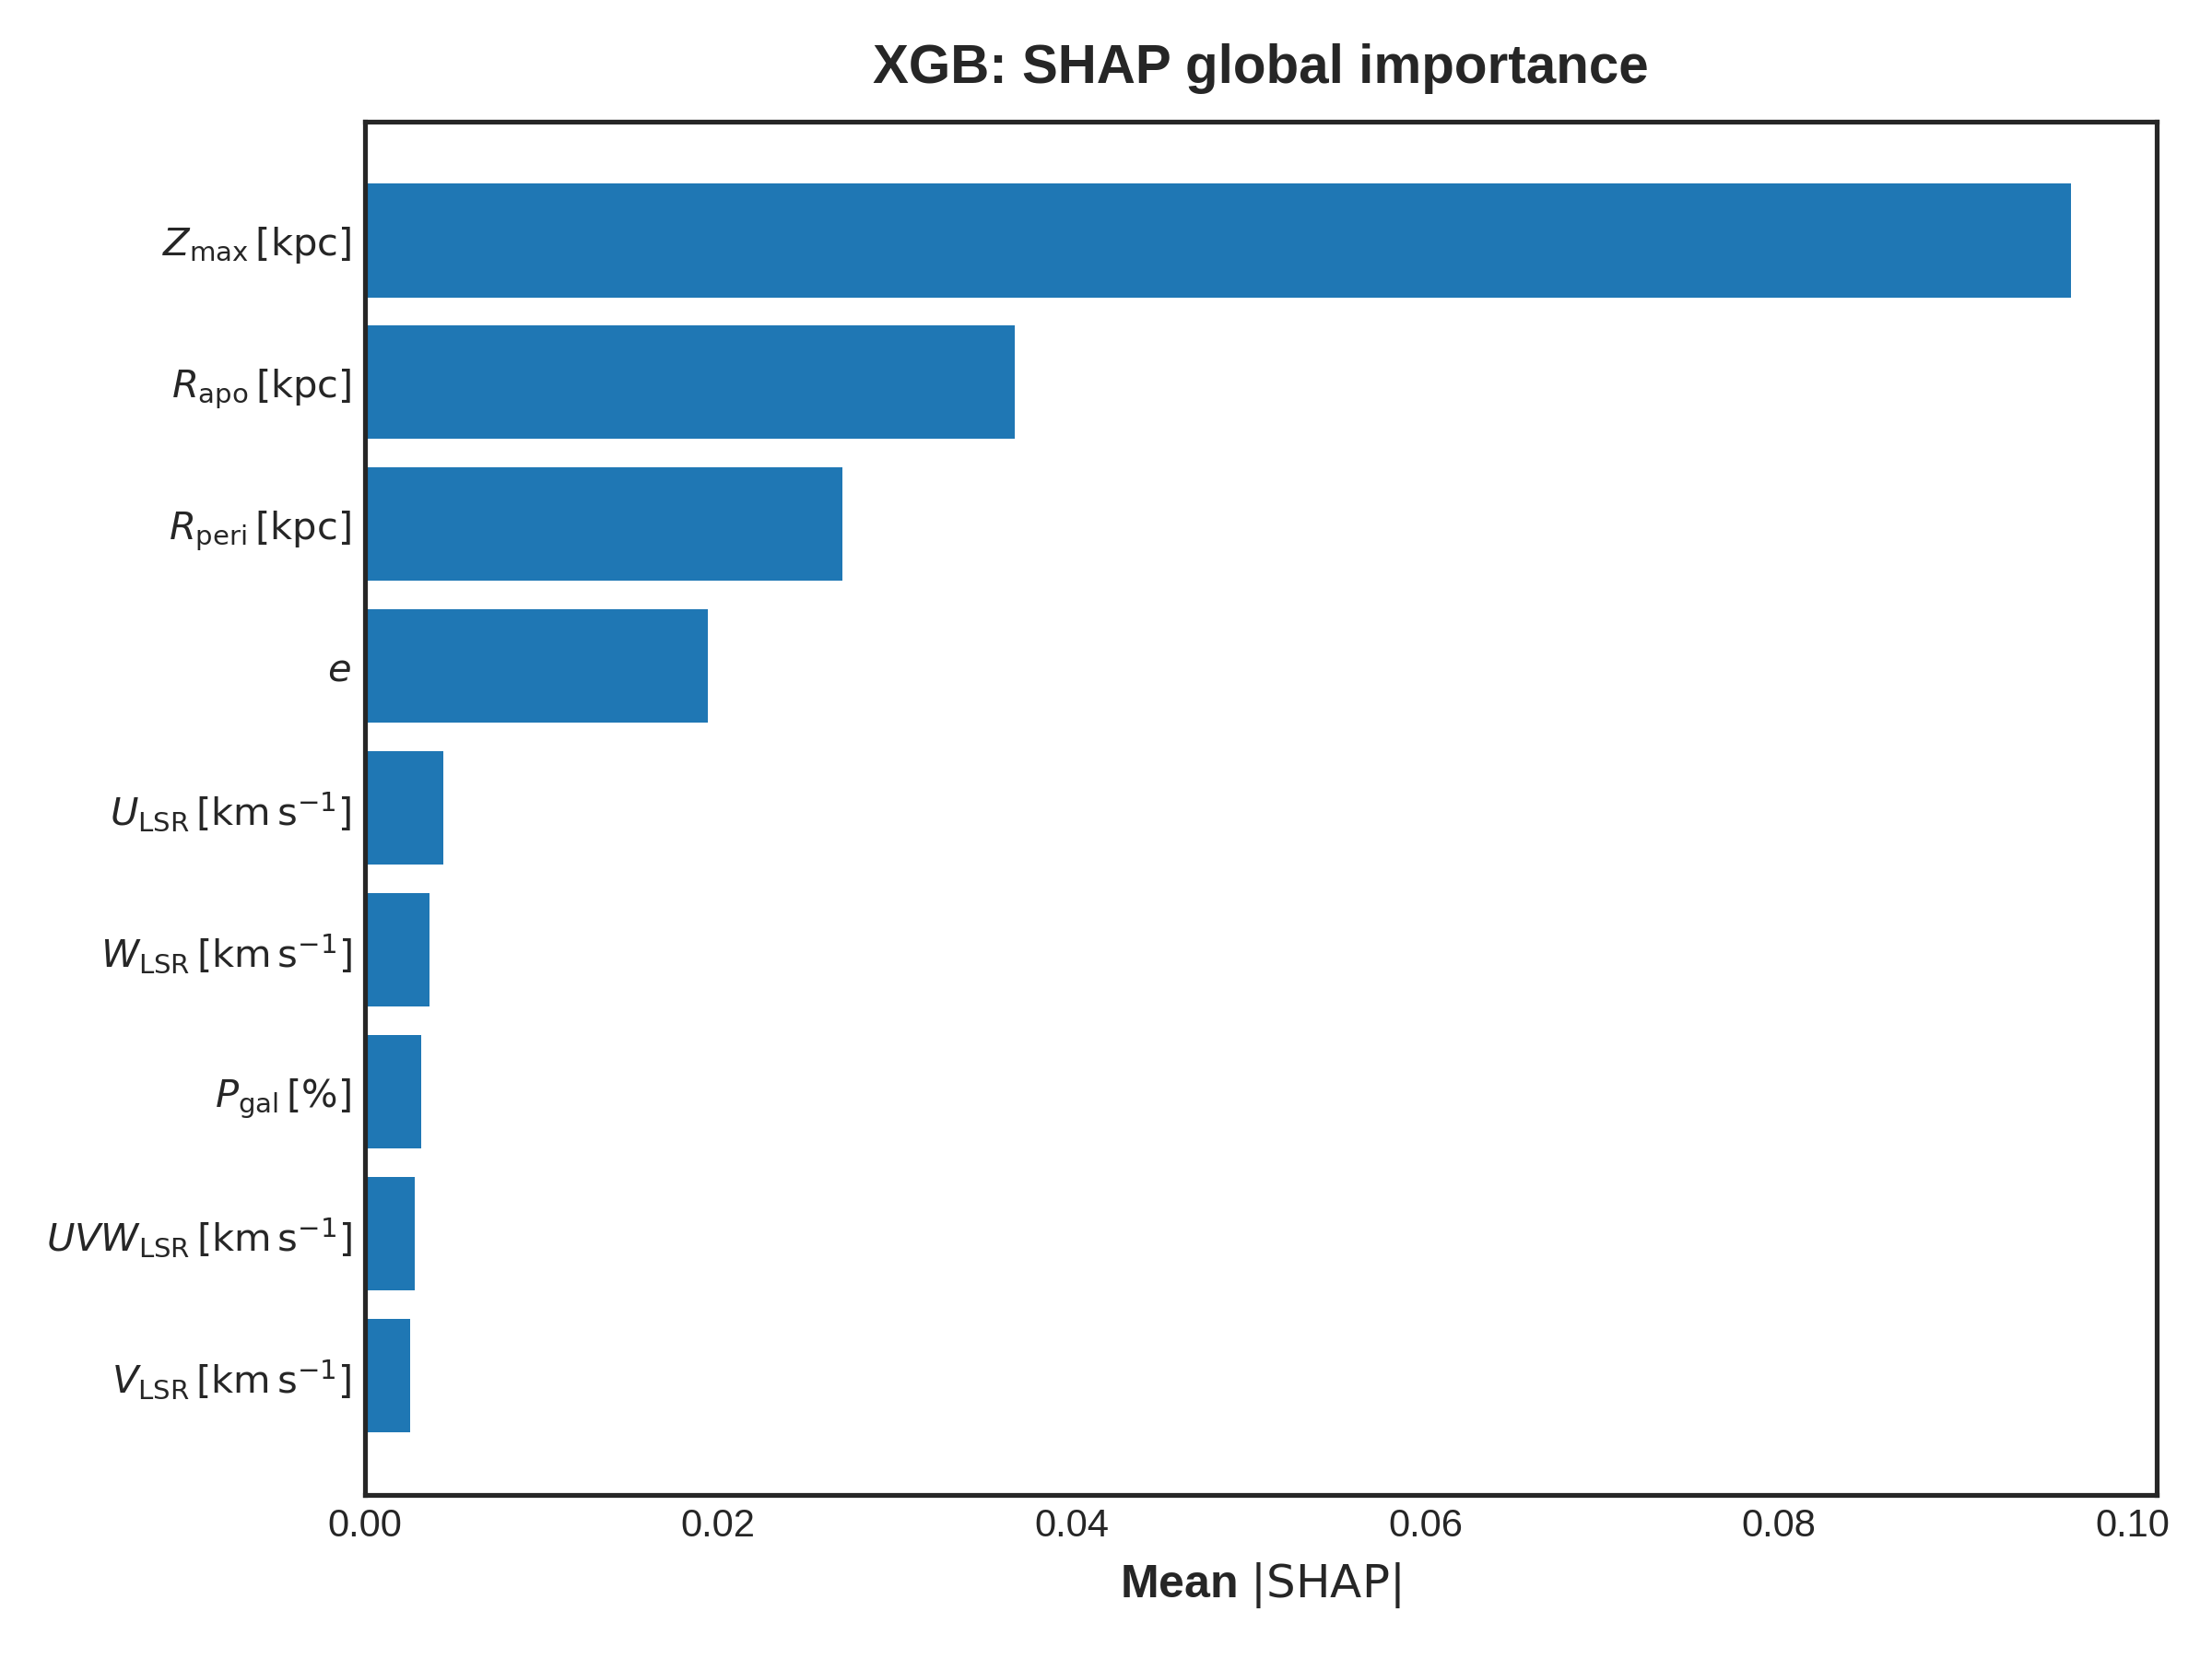 XGB: SHAP global importance
Z_max [kpc]
R_apo [kpc]
R_peri [kpc]
e
U_LSR [km s⁻¹]
W_LSR [km s⁻¹]
P_gal [%]
UVW_LSR [km s⁻¹]
V_LSR [km s⁻¹]
0.00 0.02 0.04 0.06 0.08 0.10
Mean |SHAP|